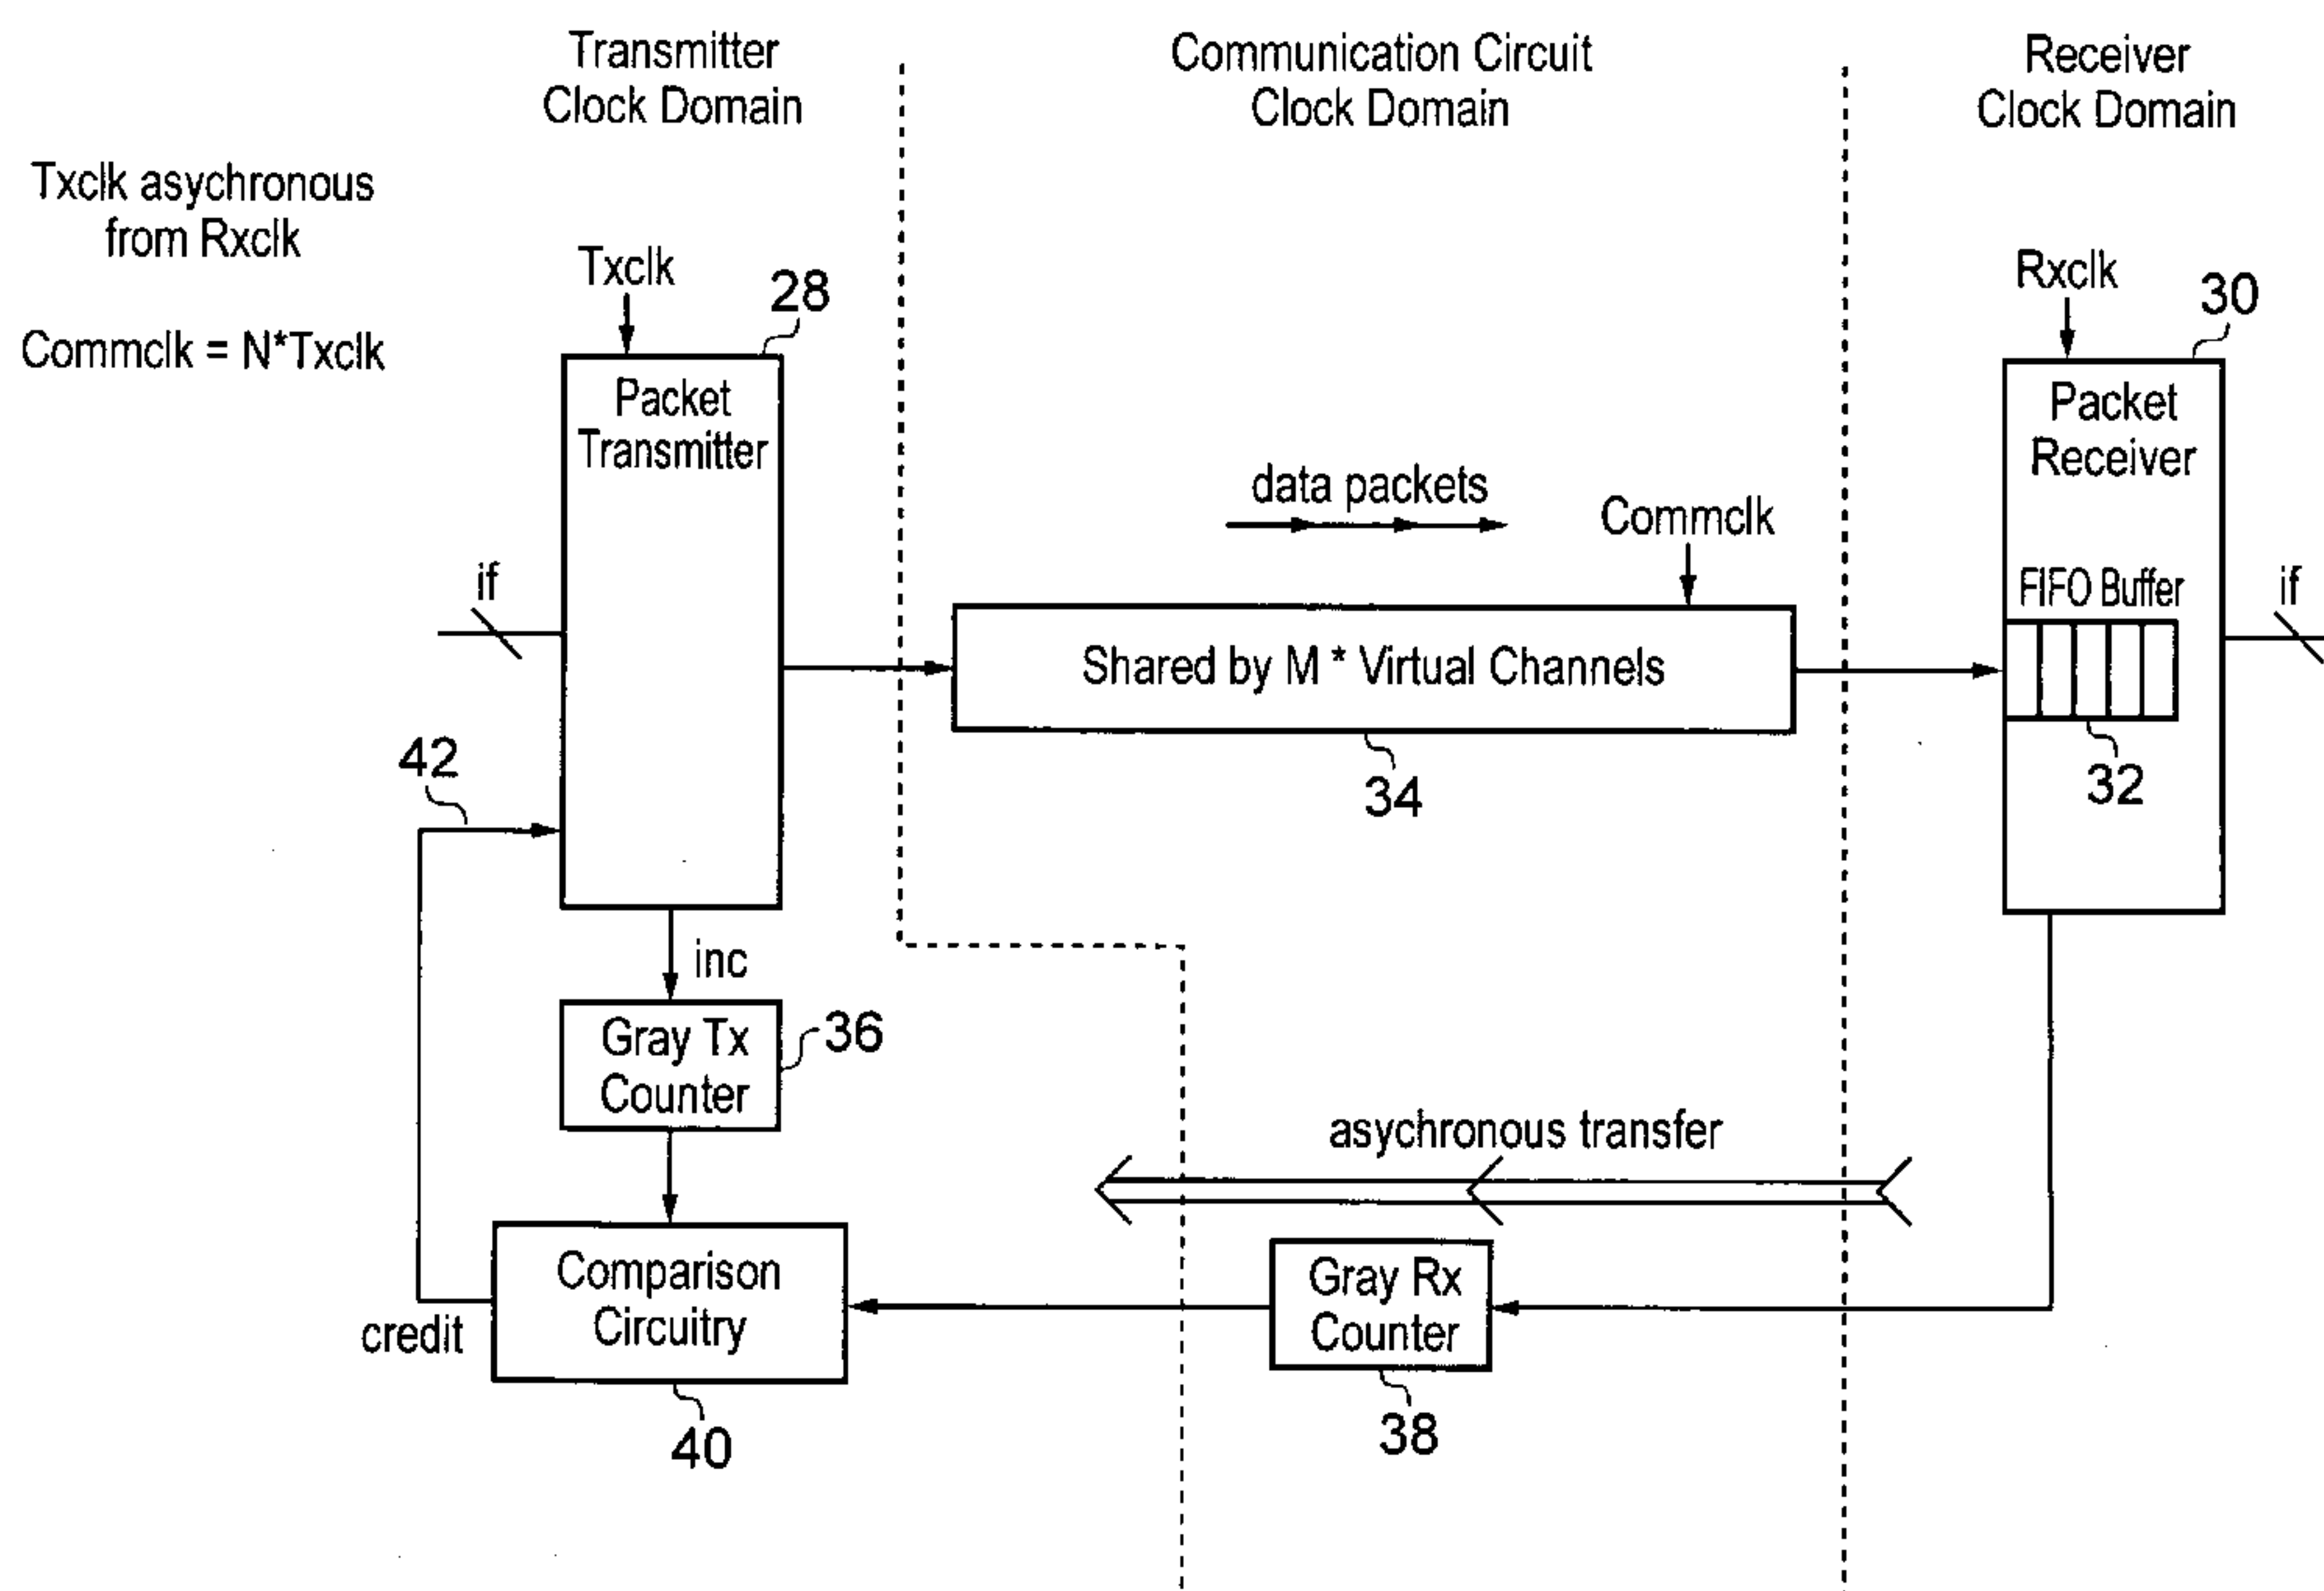 Transmitter
Clock Domain
Communication Circuit
Clock Domain
Receiver
Clock Domain
Txclk asychronous
from Rxclk
Commclk = N*Txclk
Txclk
28
Packet
Transmitter
if
data packets
Commclk
Rxclk
30
Packet
Receiver
FIFO Buffer
if
32
Shared by M * Virtual Channels
34
42
inc
Gray Tx
Counter
36
asychronous transfer
Comparison
Circuitry
credit
40
Gray Rx
Counter
38